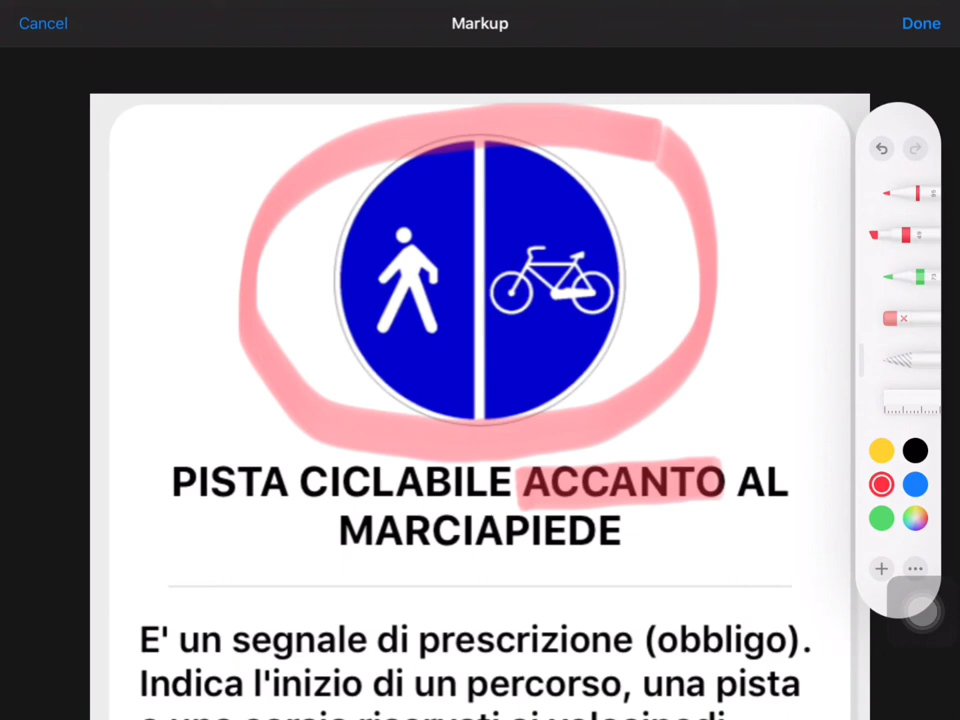 Cancel
Markup
Done
PISTA CICLABILE ACCANTO AL
MARCIAPIEDE
E' un segnale di prescrizione (obbligo).
Indica l'inizio di un percorso, una pista